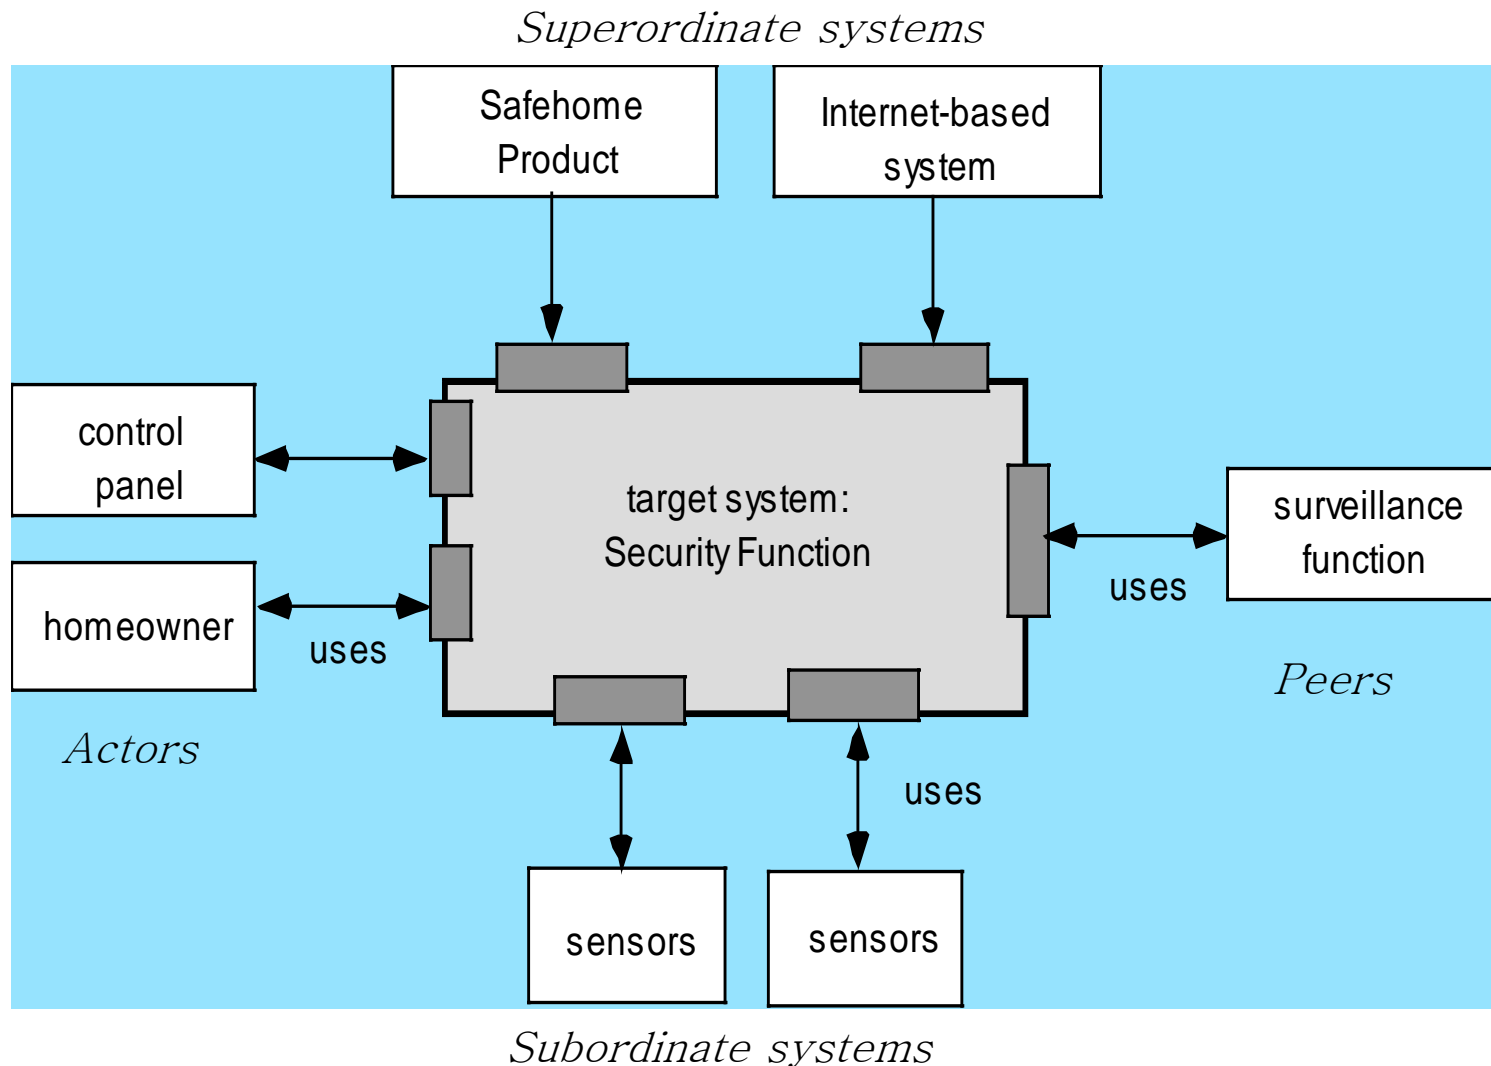 Superordinate systems
Safehome
Product
Internet-based
system
control
panel
target system:
Security Function
surveillance
function
uses
homeowner
uses
Peers
Actors
uses
sensors
sensors
Subordinate systems